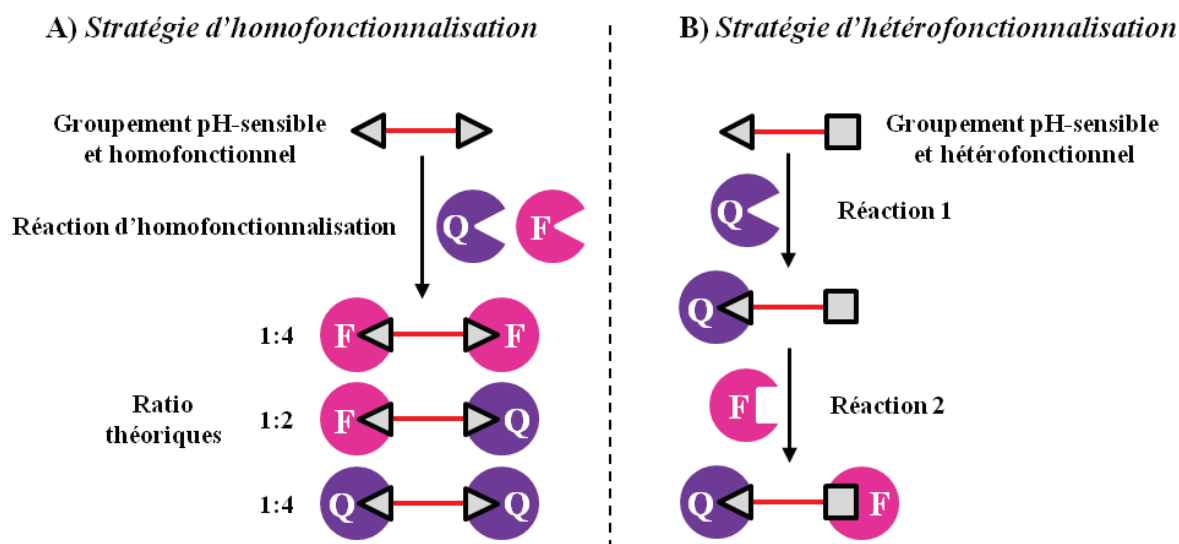 A) Stratégie d'homofonctionnalisation
Groupement pH-sensible
et homofonctionnel
Réaction d'homofonctionnalisation
Q F
1:4
F F
Ratio
théoriques
1:2
F Q
1:4
Q Q
B) Stratégie d'hétérofonctionnalisation
Groupement pH-sensible
et hétérofonctionnel
Q
Réaction 1
Q
F
Réaction 2
Q F